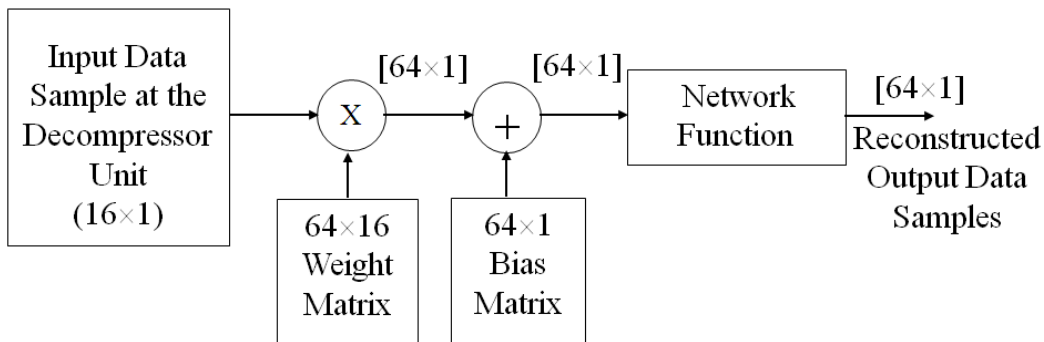 Input Data
Sample at the
Decompressor
Unit
(16×1)
X
[64×1]
+
[64×1]
Network
Function
[64×1]
Reconstructed
Output Data
Samples
64×16
Weight
Matrix
64×1
Bias
Matrix